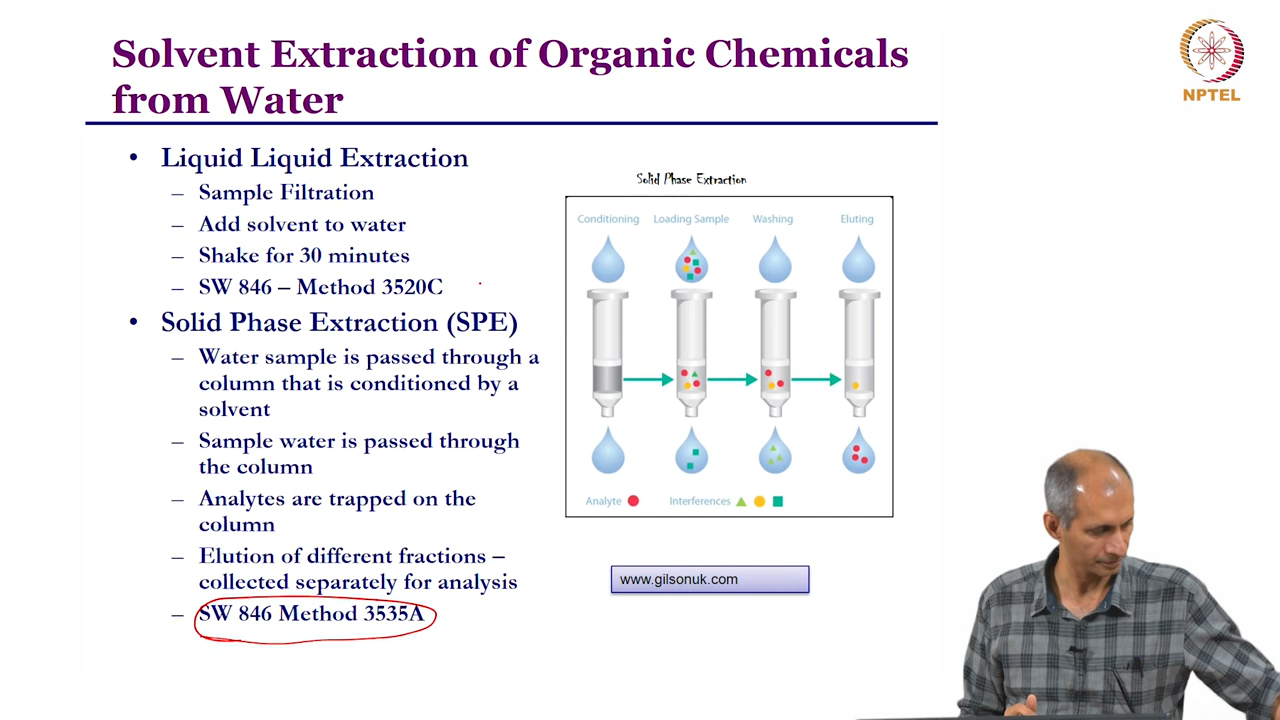 Solvent Extraction of Organic Chemicals
from Water
NPTEL
• Liquid Liquid Extraction
– Sample Filtration
– Add solvent to water
– Shake for 30 minutes
– SW 846 – Method 3520C
• Solid Phase Extraction (SPE)
– Water sample is passed through a
column that is conditioned by a
solvent
– Sample water is passed through
the column
– Analytes are trapped on the
column
– Elution of different fractions –
collected separately for analysis
– SW 846 Method 3535A
Solid Phase Extraction
Conditioning Loading Sample Washing Eluting
Analyte Interferences
www.gilsonuk.com